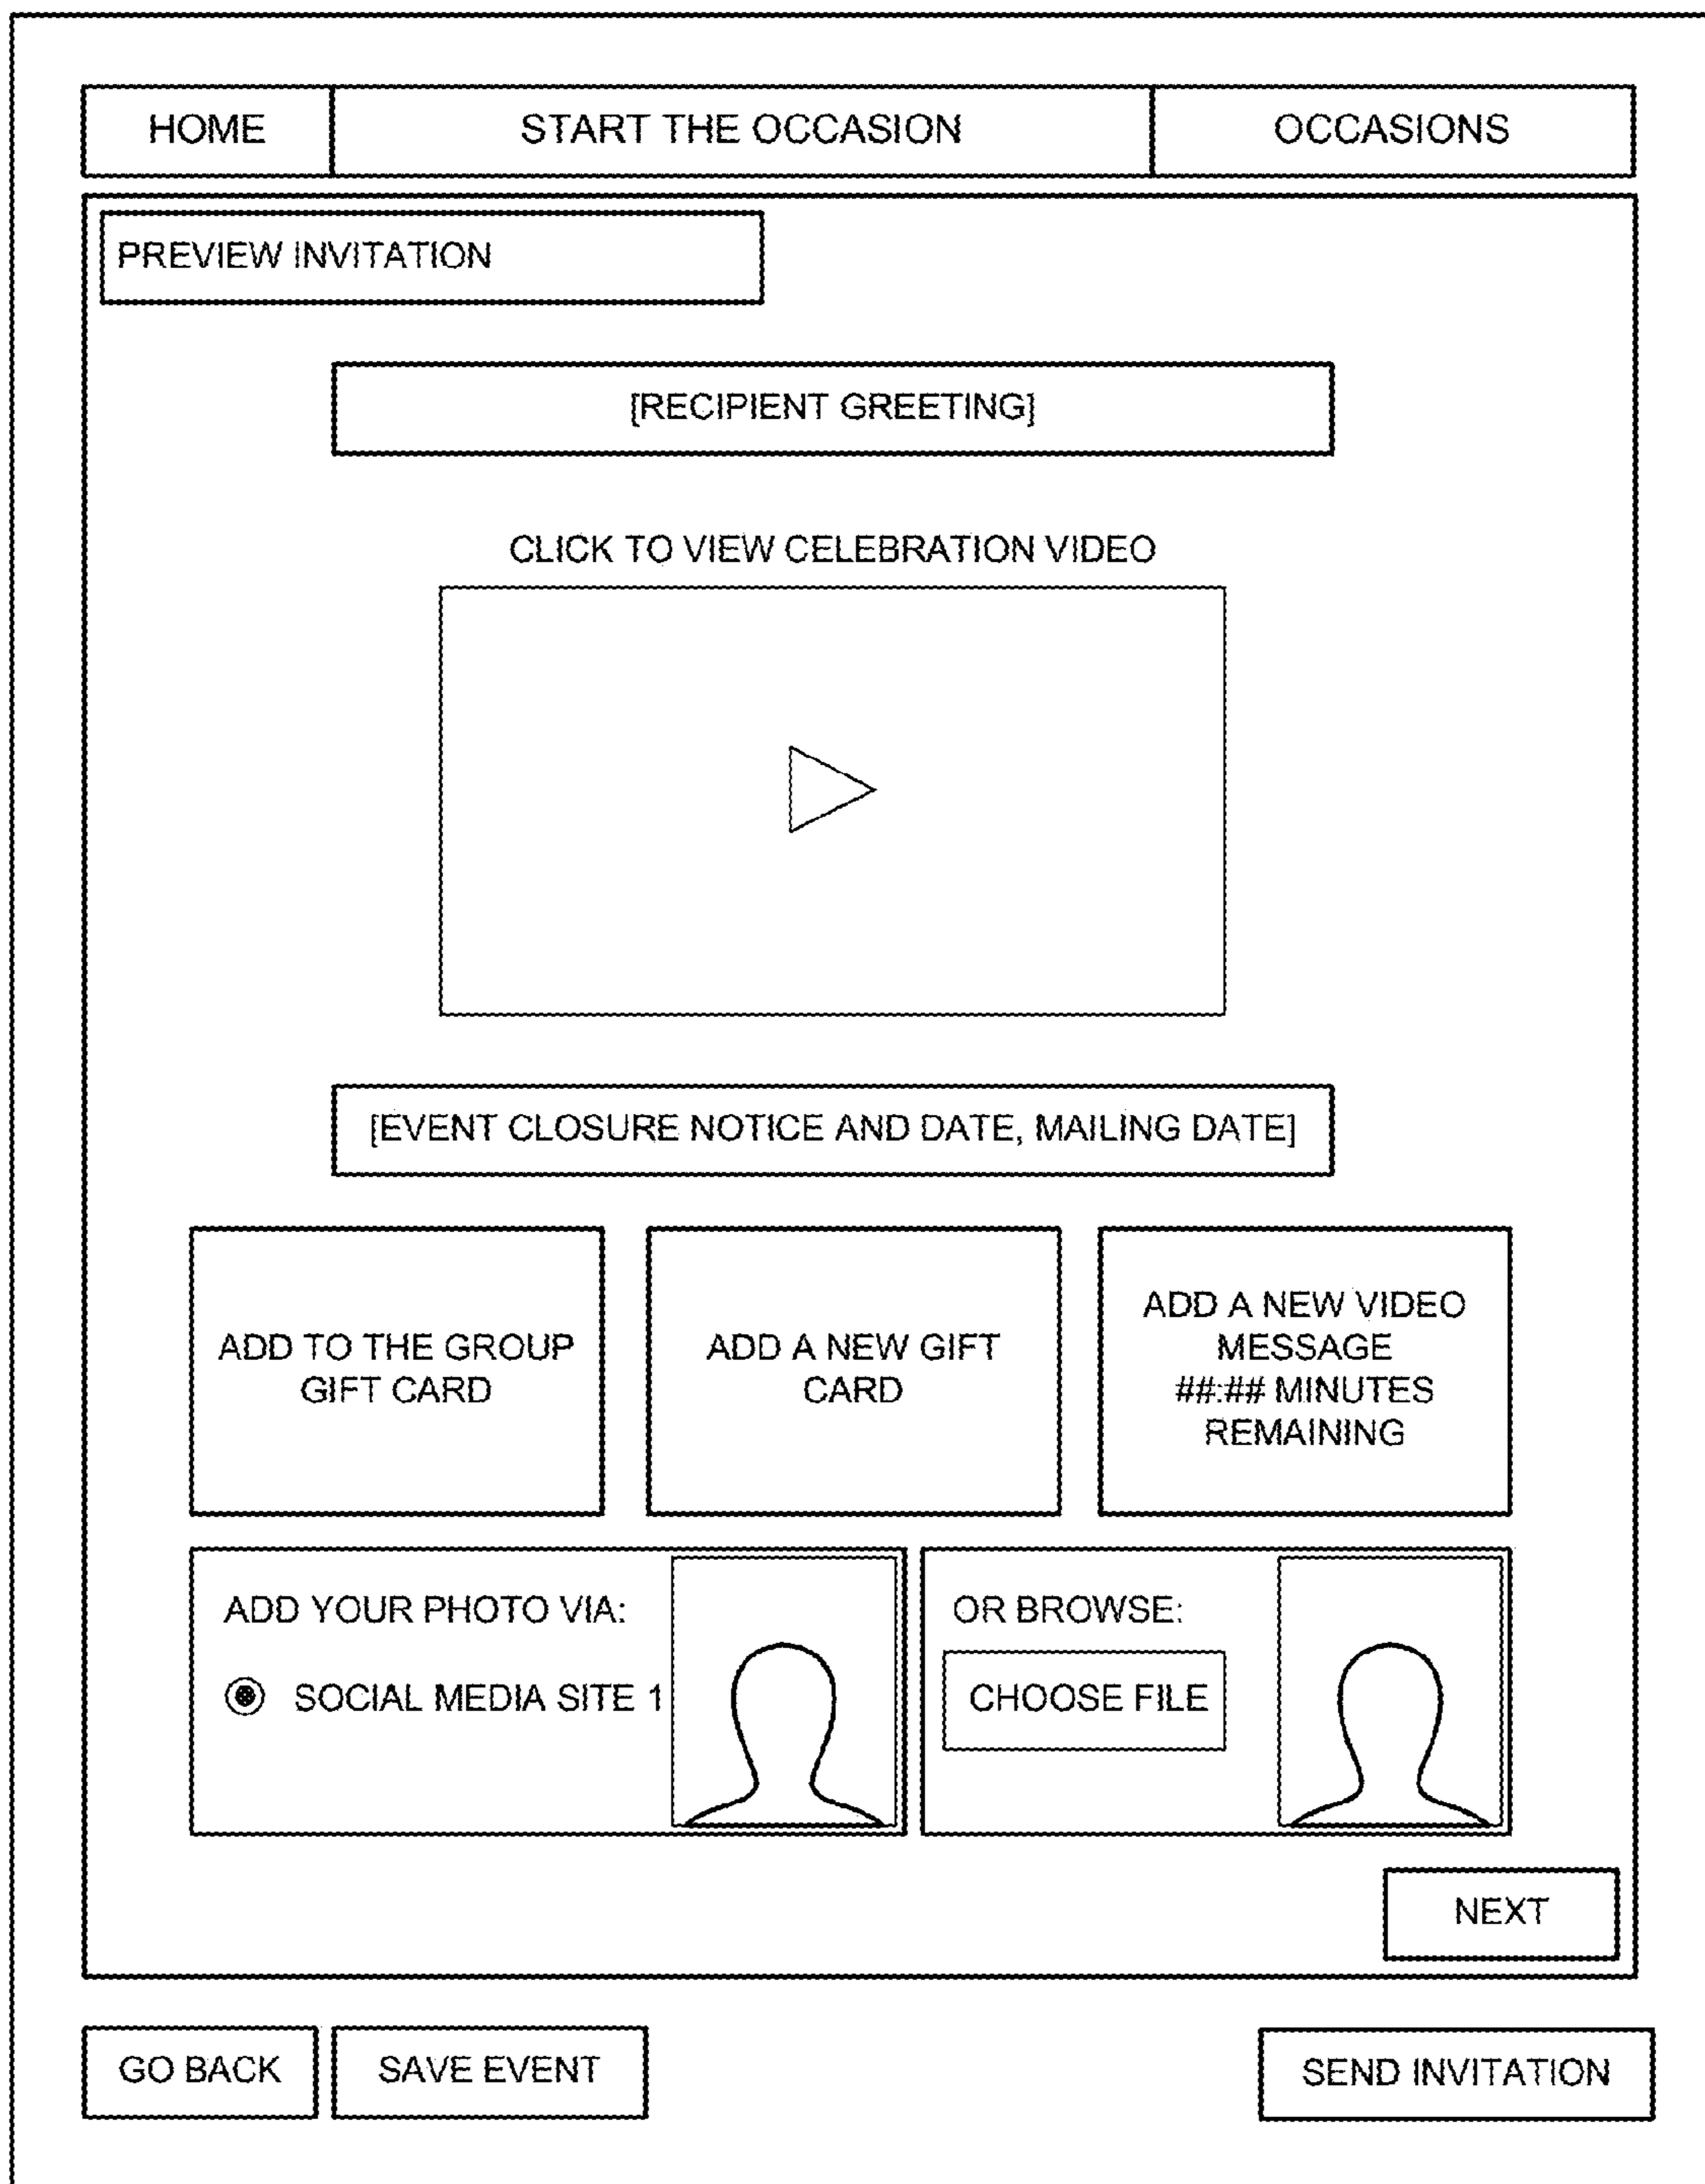 HOME
START THE OCCASION
OCCASIONS
PREVIEW INVITATION
[RECIPIENT GREETING]
CLICK TO VIEW CELEBRATION VIDEO
[EVENT CLOSURE NOTICE AND DATE, MAILING DATE]
ADD TO THE GROUP
GIFT CARD
ADD A NEW GIFT
CARD
ADD A NEW VIDEO
MESSAGE
##:## MINUTES
REMAINING
ADD YOUR PHOTO VIA:
SOCIAL MEDIA SITE 1
OR BROWSE:
CHOOSE FILE
NEXT
GO BACK
SAVE EVENT
SEND INVITATION